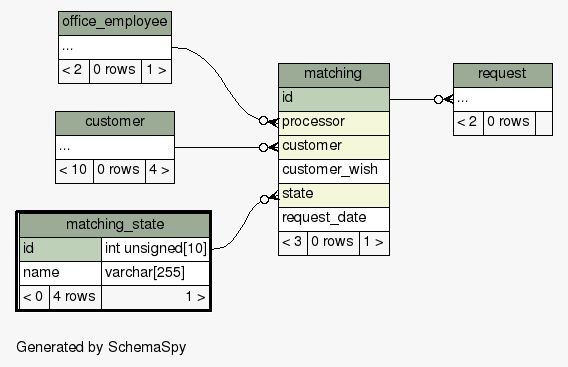 office_employee
...
< 2 0 rows 1 >
customer
...
< 10 0 rows 4 >
matching_state
id int unsigned[10]
name varchar[255]
< 0 4 rows 1 >
matching
id
processor
customer
customer_wish
state
request_date
< 3 0 rows 1 >
request
...
< 2 0 rows
Generated by SchemaSpy